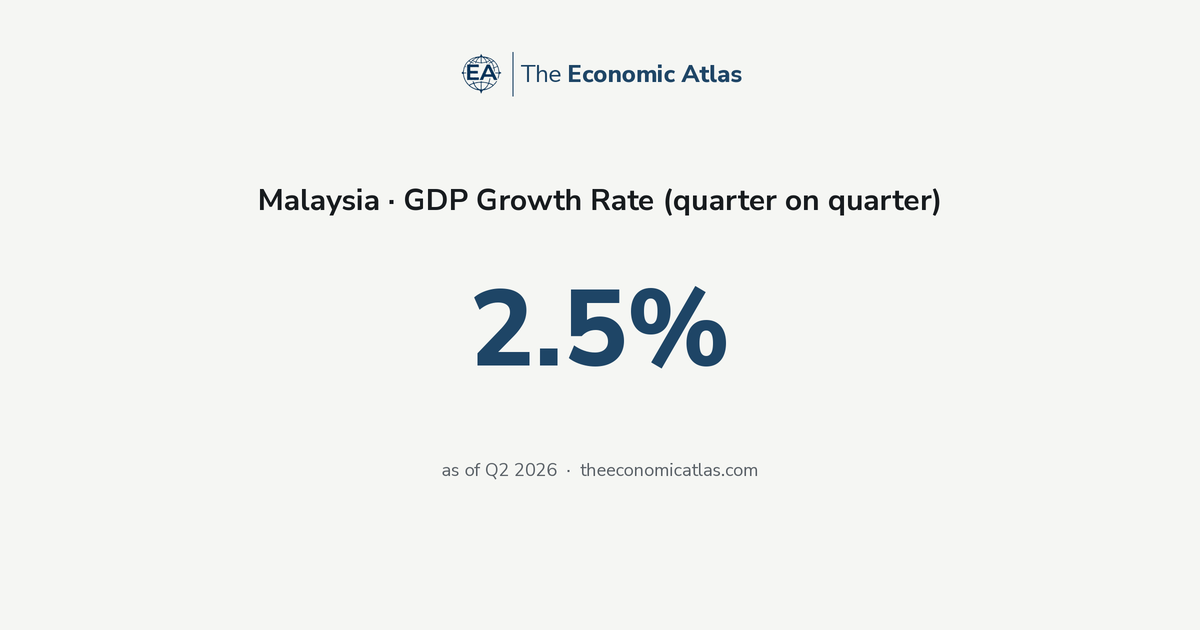 EA The Economic Atlas
Malaysia · GDP Growth Rate (quarter on quarter)
2.5%
as of Q2 2026 · theeconomicatlas.com